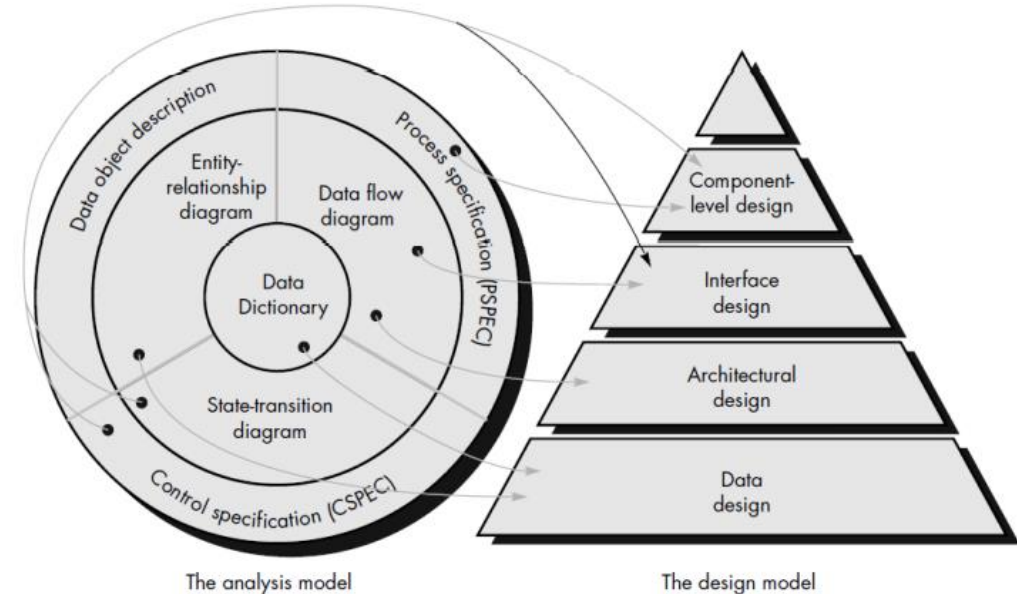 Data object description
Process specification (PSPEC)
Control specification (CSPEC)
Entity-
relationship
diagram
Data flow
diagram
Data
Dictionary
State-transition
diagram
Component-
level design
Interface
design
Architectural
design
Data
design
The analysis model
The design model